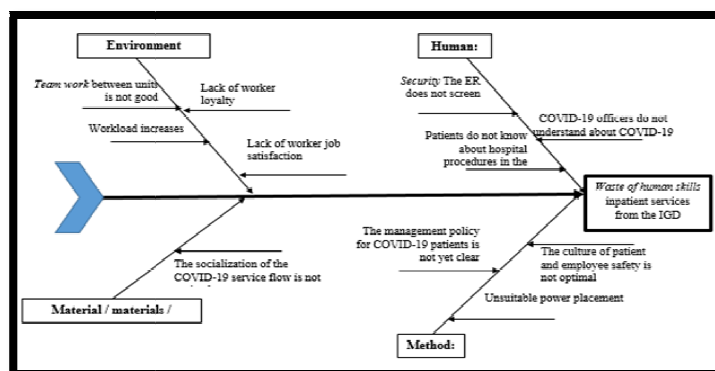 Environment
Human:
Team work between units
is not good
Lack of worker
loyalty
Workload increases
Lack of worker job
satisfaction
Security The ER
does not screen
COVID-19 officers do not
understand about COVID-19
Patients do not know
about hospital
procedures in the
Waste of human skills
inpatient services
from the IGD
The management policy
for COVID-19 patients is
not yet clear
The culture of patient
and employee safety is
not optimal
Unsuitable power placement
The socialization of the
COVID-19 service flow is not
Material / materials /
Method: